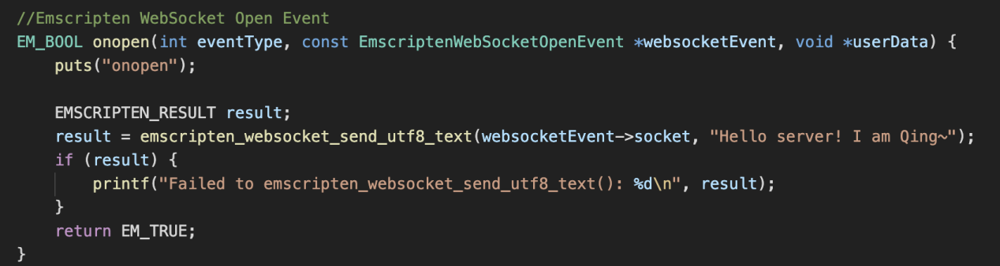 //Emscripten WebSocket Open Event
EM_BOOL onopen(int eventType, const EmscriptenWebSocketOpenEvent *websocketEvent, void *userData) {
    puts("onopen");

    EMSCRIPTEN_RESULT result;
    result = emscripten_websocket_send_utf8_text(websocketEvent->socket, "Hello server! I am Qing~");
    if (result) {
        printf("Failed to emscripten_websocket_send_utf8_text(): %d\n", result);
    }
    return EM_TRUE;
}